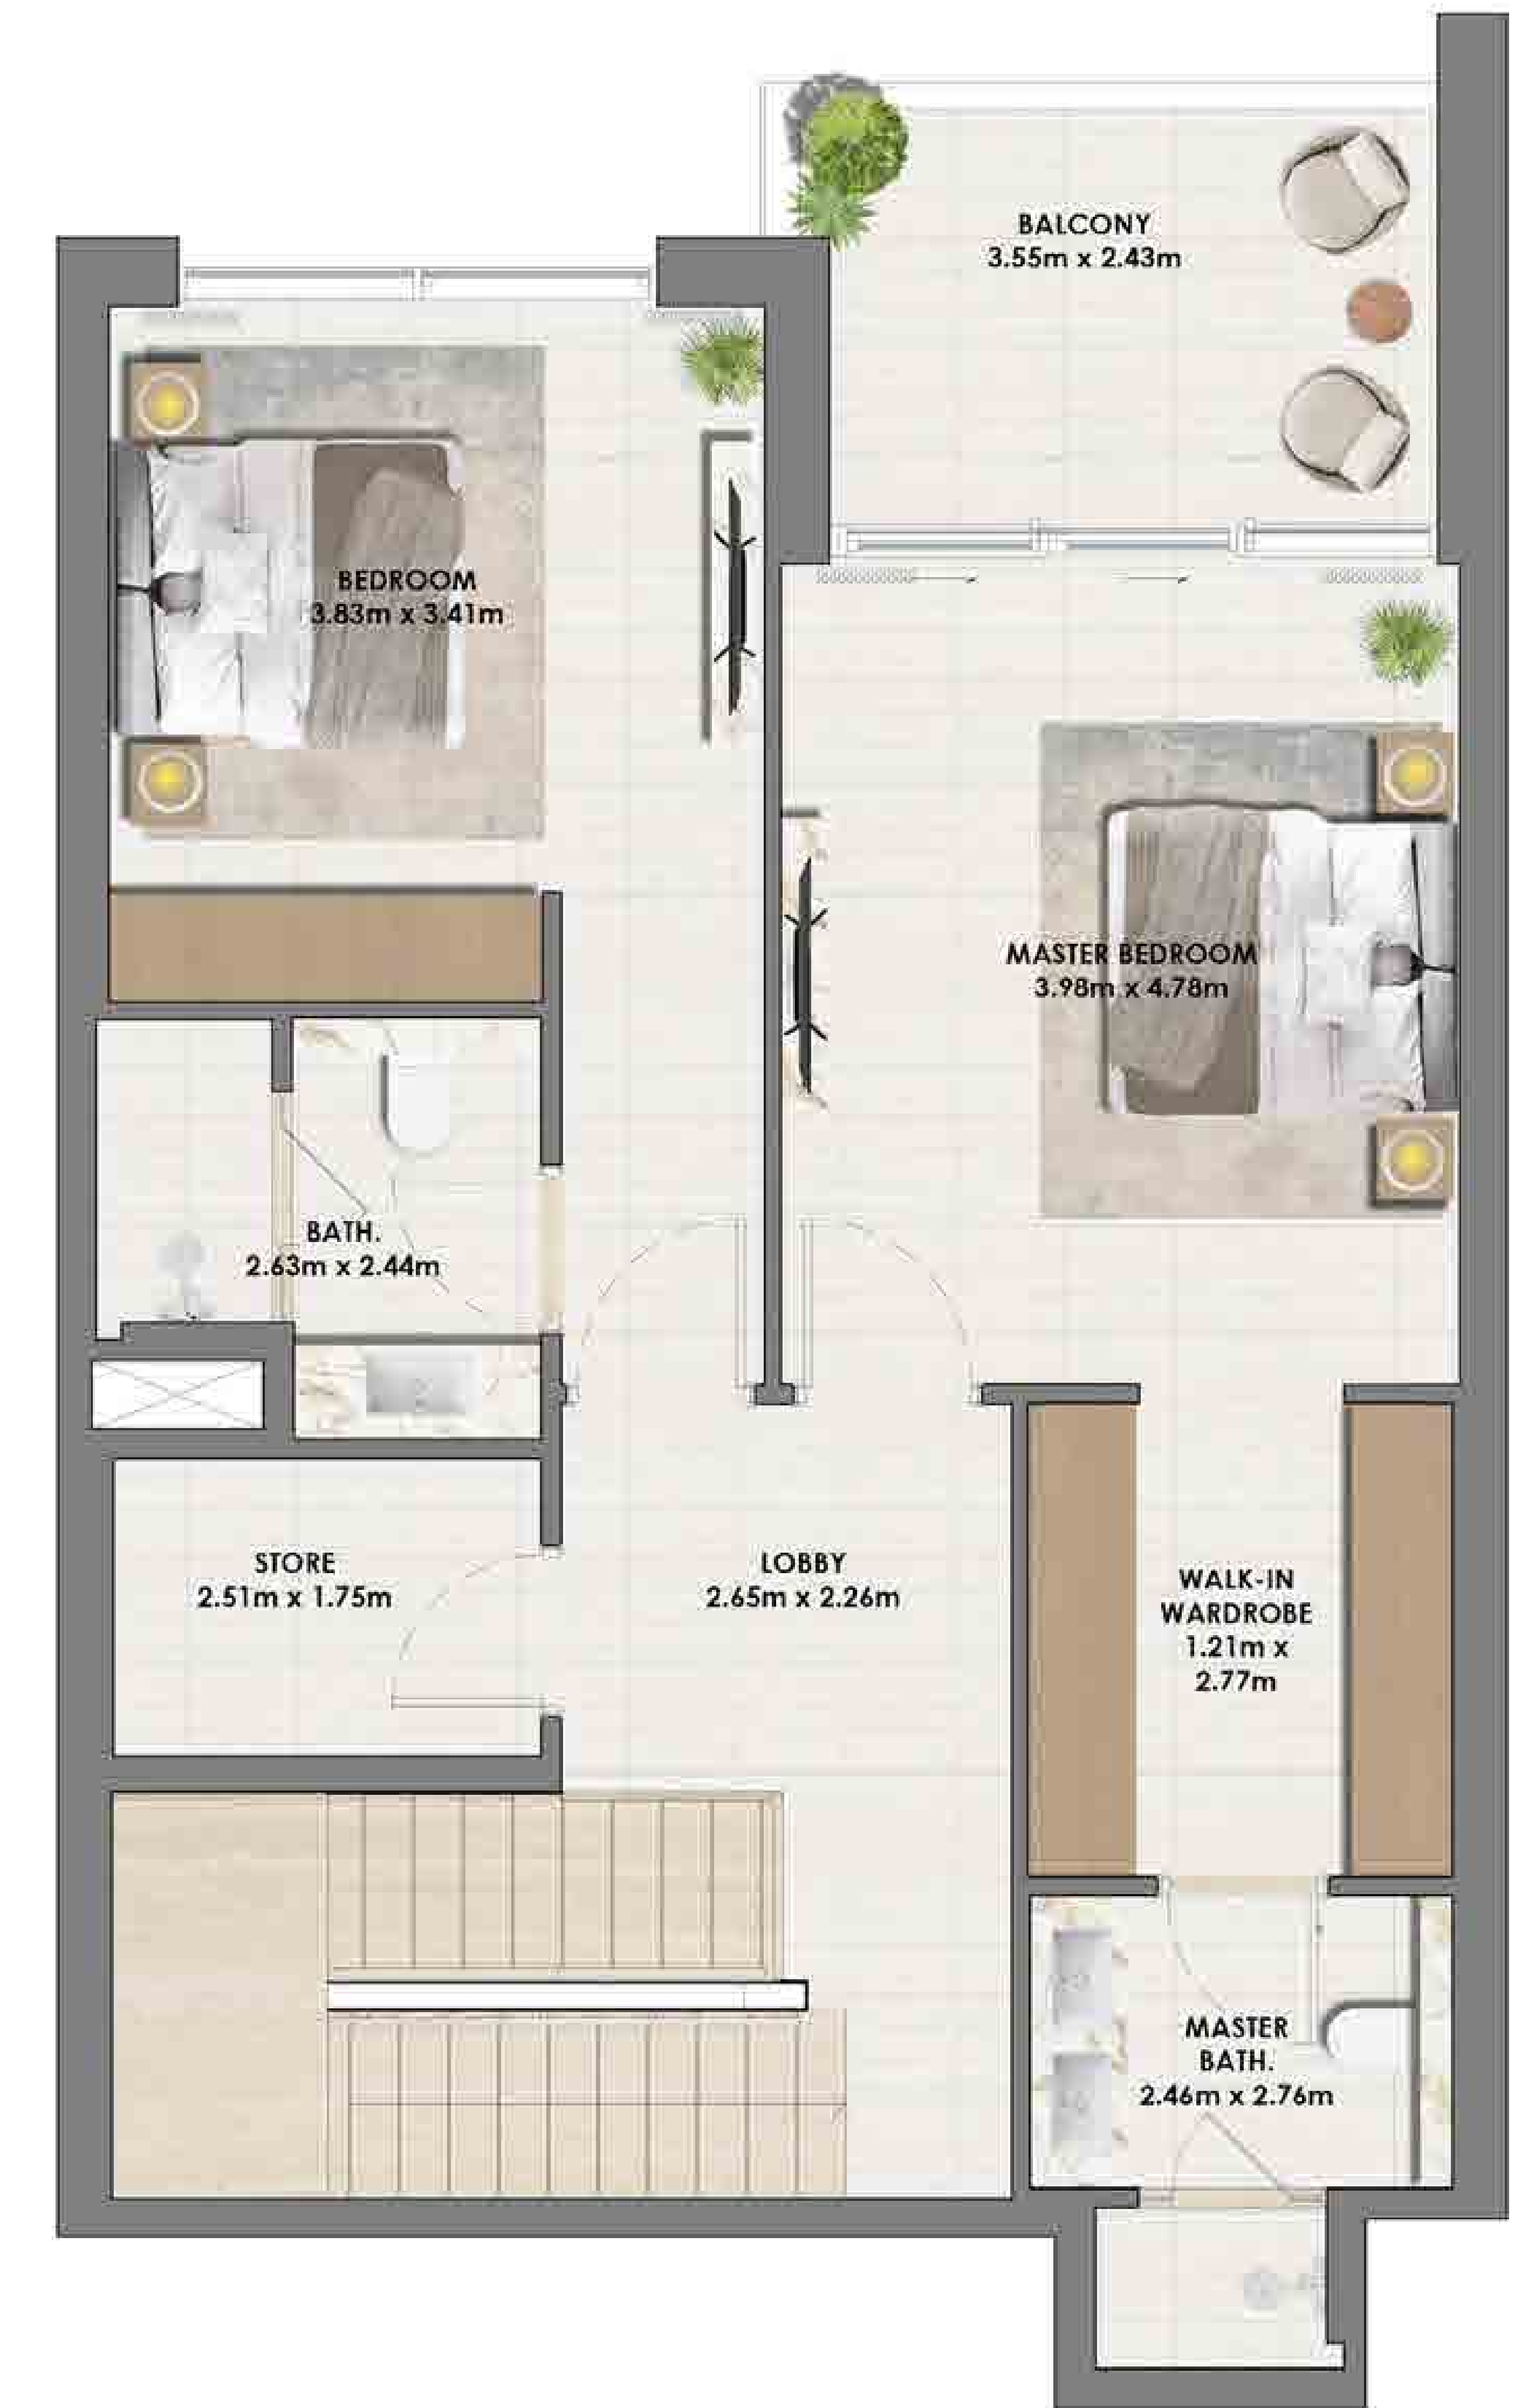 BALCONY
3.55m x 2.43m
BEDROOM
3.83m x 3.41m
MASTER BEDROOM
3.98m x 4.78m
BATH.
2.63m x 2.44m
STORE
2.51m x 1.75m
LOBBY
2.65m x 2.26m
WALK-IN
WARDROBE
1.21m x
2.77m
MASTER
BATH.
2.46m x 2.76m